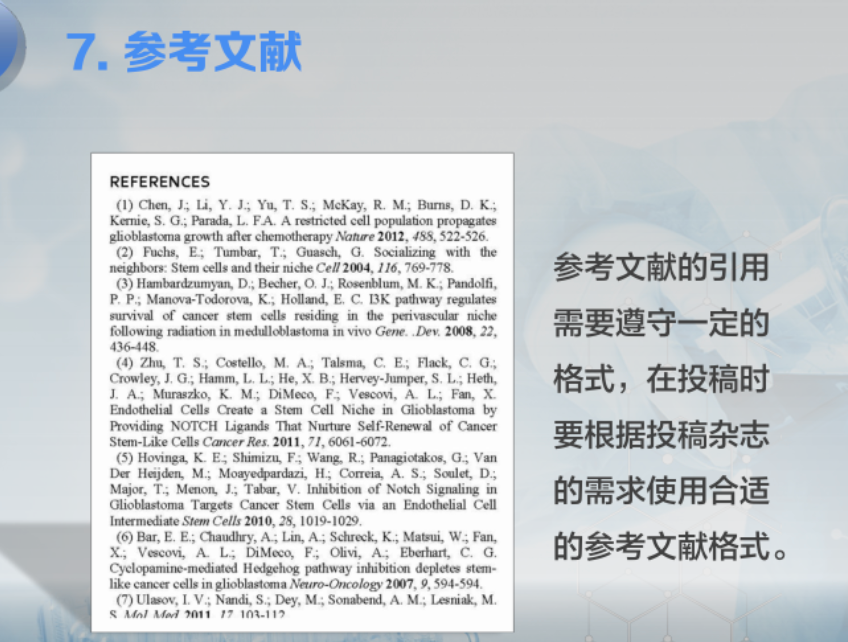 7. 参考文献
REFERENCES
(1) Chen, J.; Li, Y. J.; Yu, T. S.; McKay, R. M.; Burns, D. K.;
Kernie, S. G.; Parada, L. F.A. A restricted cell population propagates
glioblastoma growth after chemotherapy Nature 2012, 488, 522-526.
(2) Fuchs, E.; Tumbar, T.; Guasch, G. Socializing with the
neighbors: Stem cells and their niche Cell 2004, 116, 769-778.
(3) Hambardzumyan, D.; Becher, O. J.; Rosenblum, M. K.; Pandolfi,
P. P.; Manova-Todorova, K.; Holland, E. C. I3K pathway regulates
survival of cancer stem cells residing in the perivascular niche
following radiation in medulloblastoma in vivo Gene. .Dev. 2008, 22,
436-448.
(4) Zhu, T. S.; Costello, M. A.; Talsma, C. E.; Flack, C. G.;
Crowley, J. G.; Hamm, L. L.; He, X. B.; Hervey-Jumper, S. L.; Heth,
J. A.; Muraszko, K. M.; DiMeco, F.; Vescovi, A. L.; Fan, X.
Endothelial Cells Create a Stem Cell Niche in Glioblastoma by
Providing NOTCH Ligands That Nurture Self-Renewal of Cancer
Stem-Like Cells Cancer Res. 2011, 71, 6061-6072.
(5) Hovinga, K. E.; Shimizu, F.; Wang, R.; Panagiotakos, G.; Van
Der Heijden, M.; Moayedpardazi, H.; Correia, A. S.; Soulet, D.;
Major, T.; Menon, J.; Tabar, V. Inhibition of Notch Signaling in
Glioblastoma Targets Cancer Stem Cells via an Endothelial Cell
Intermediate Stem Cells 2010, 28, 1019-1029.
(6) Bar, E. E.; Chaudhry, A.; Lin, A.; Schreck, K.; Matsui, W.; Fan,
X.; Vescovi, A. L.; DiMeco, F.; Olivi, A.; Eberhart, C. G.
Cyclopamine-mediated Hedgehog pathway inhibition depletes stem-
like cancer cells in glioblastoma Neuro-Oncology 2007, 9, 594-594.
(7) Ulasov, I. V.; Nandi, S.; Dey, M.; Sonabend, A. M.; Lesniak, M.
S. Mol. Med. 2011, 17, 103-112
参考文献的引用
需要遵守一定的
格式，在投稿时
要根据投稿杂志
的需求使用合适
的参考文献格式。